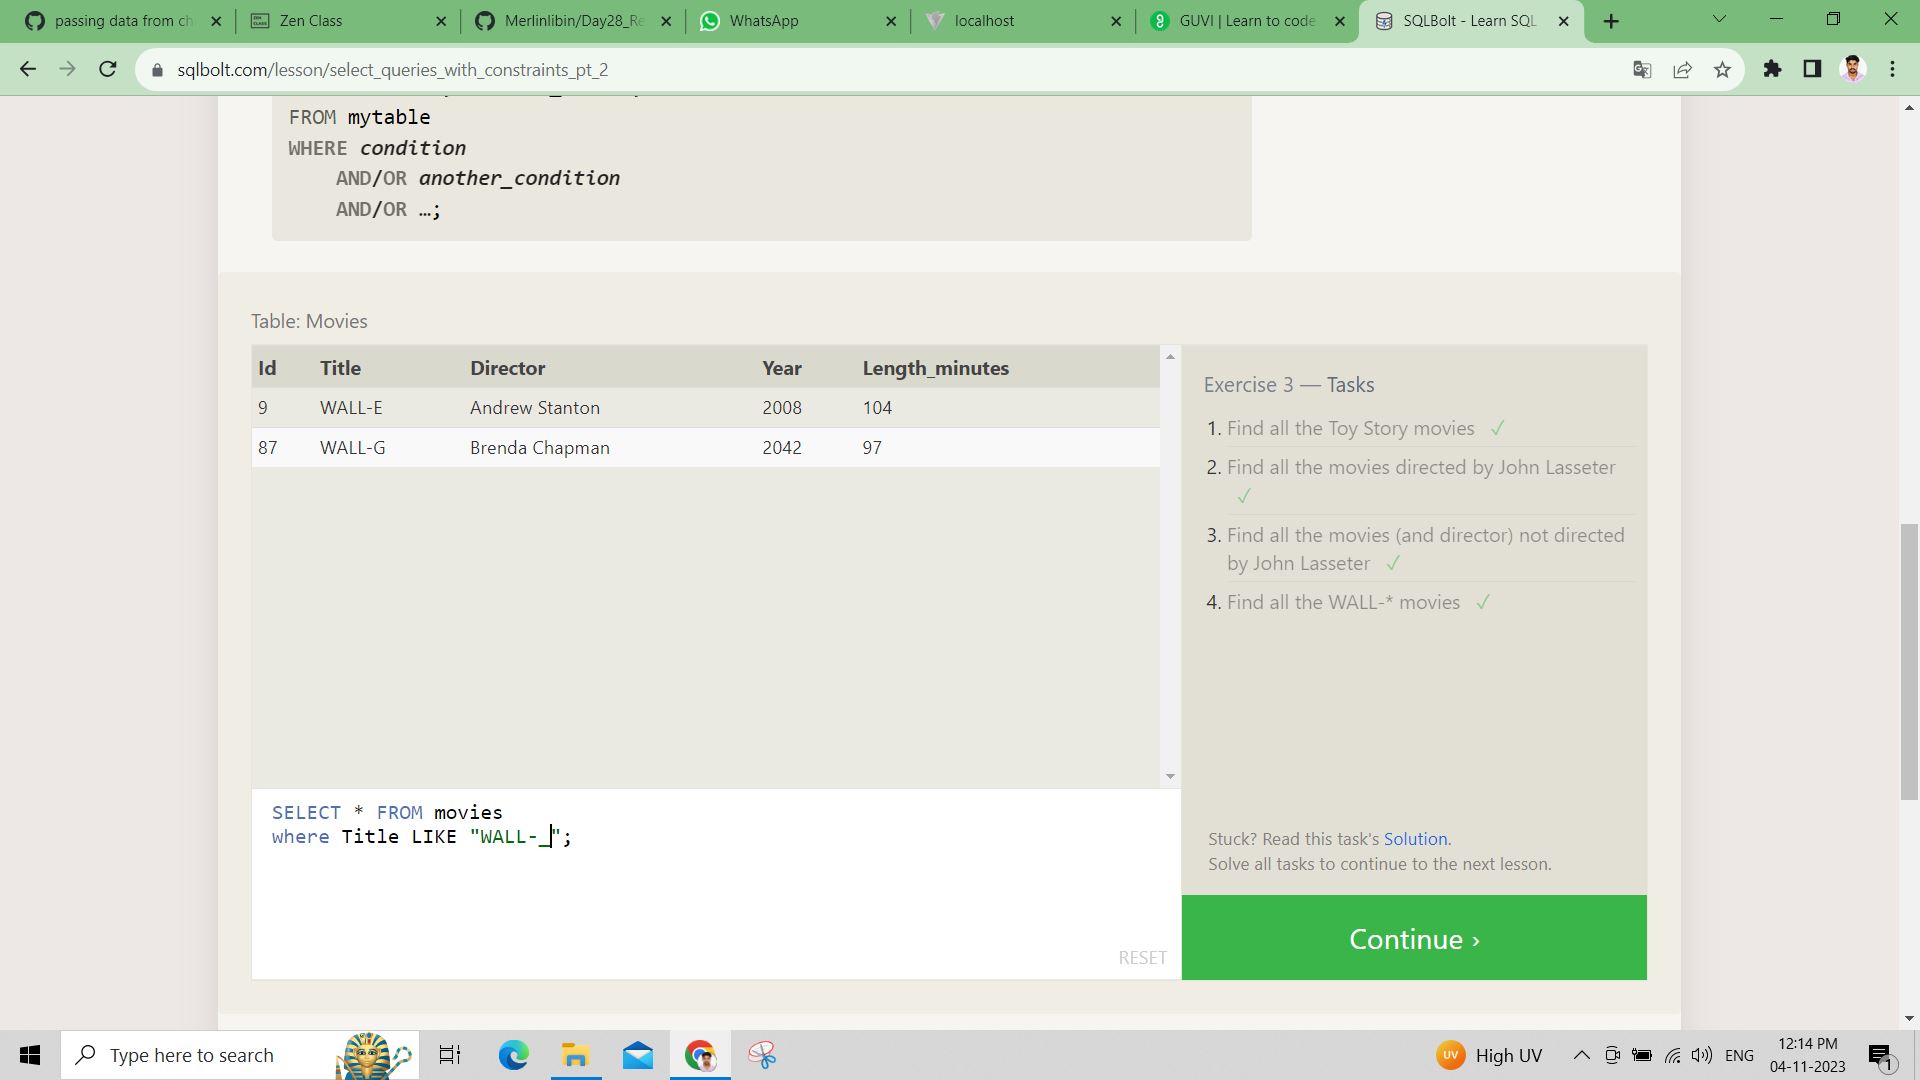 passing data from ch
Zen Class
Merlinlibin/Day28_Re
WhatsApp
localhost
GUVI | Learn to code
SQLBolt - Learn SQL
sqlbolt.com/lesson/select_queries_with_constraints_pt_2
FROM mytable
WHERE condition
AND/OR another_condition
AND/OR …;
Table: Movies
Id Title Director Year Length_minutes
9 WALL-E Andrew Stanton 2008 104
87 WALL-G Brenda Chapman 2042 97
Exercise 3 — Tasks
1. Find all the Toy Story movies ✓
2. Find all the movies directed by John Lasseter
✓
3. Find all the movies (and director) not directed
by John Lasseter ✓
4. Find all the WALL-* movies ✓
SELECT * FROM movies
where Title LIKE "WALL-_";
RESET
Stuck? Read this task's Solution.
Solve all tasks to continue to the next lesson.
Continue ›
Type here to search
UV
High UV
ENG
12:14 PM
04-11-2023
1